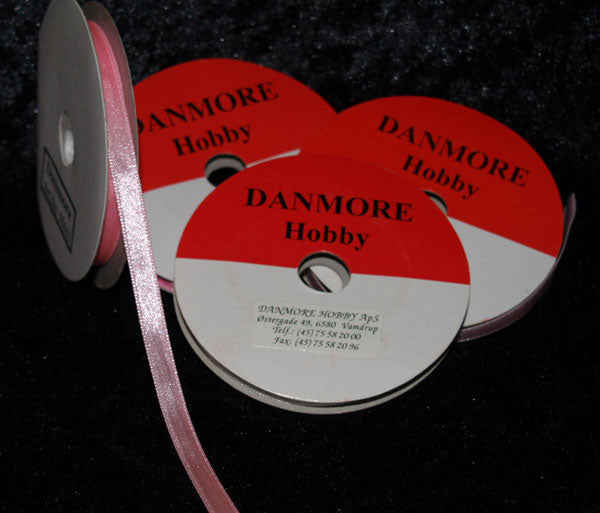 DANMORE
Hobby
DANMORE
Hobby
DANMORE
Hobby
DANMORE HOBBY ApS
Østergade 49, 6580 Vamdrup
Telf.: (45) 75 58 20 00
Fax: (45) 75 58 20 96